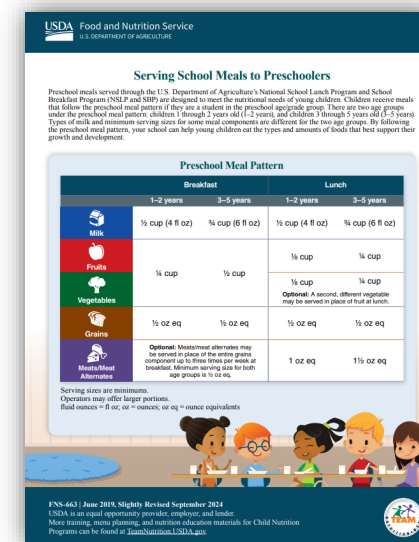 USDA Food and Nutrition Service
U.S. DEPARTMENT OF AGRICULTURE
Serving School Meals to Preschoolers
Preschool meals served through the U.S. Department of Agriculture's National School Lunch Program and School
Breakfast Program (NSLP and SBP) are designed to meet the nutritional needs of young children. Children receive meals
that follow the preschool meal pattern if they are a student in the preschool age/grade group. There are two age groups
under the preschool meal pattern: children 1 through 2 years old (1–2 years), and children 3 through 5 years old (3–5 years).
Types of milk and minimum serving sizes for some meal components are different for the two age groups. By following
the preschool meal pattern, your school can help young children eat the types and amounts of foods that best support their
growth and development.
Preschool Meal Pattern
Breakfast Lunch
1–2 years 3–5 years 1–2 years 3–5 years
Milk ½ cup (4 fl oz) ¾ cup (6 fl oz) ½ cup (4 fl oz) ¾ cup (6 fl oz)
Fruits ¼ cup ½ cup ⅛ cup ¼ cup
Vegetables ⅛ cup ¼ cup
Optional: A second, different vegetable
may be served in place of fruit at lunch.
Grains ½ oz eq ½ oz eq ½ oz eq ½ oz eq
Meats/Meat
Alternates
Optional: Meats/meat alternates may
be served in place of the entire grains
component up to three times per week at
breakfast. Minimum serving size for both
age groups is ½ oz eq.
1 oz eq 1½ oz eq
Serving sizes are minimums.
Operators may offer larger portions.
fluid ounces = fl oz; oz = ounces; oz eq = ounce equivalents
FNS-663 | June 2019, Slightly Revised September 2024
USDA is an equal opportunity provider, employer, and lender.
More training, menu planning, and nutrition education materials for Child Nutrition
Programs can be found at TeamNutrition.USDA.gov.
TEAM